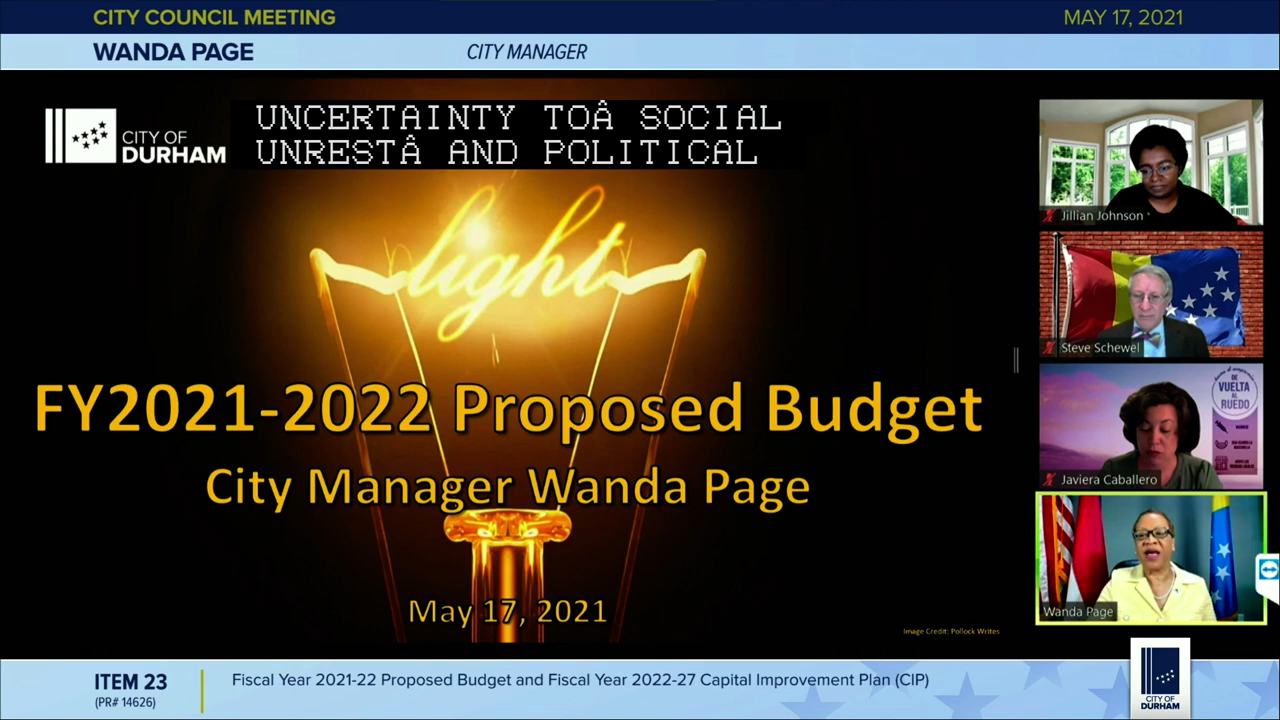 CITY COUNCIL MEETING
MAY 17, 2021
WANDA PAGE
CITY MANAGER
CITY OF
DURHAM
UNCERTAINTY TOÂ SOCIAL
UNRESTÂ AND POLITICAL
light
FY2021-2022 Proposed Budget
City Manager Wanda Page
May 17, 2021
Image Credit: Pollock Writes
Jillian Johnson
Steve Schewel
DE
VUELTA
AL
RUEDO
Javiera Caballero
Wanda Page
ITEM 23
(PR# 14626)
Fiscal Year 2021-22 Proposed Budget and Fiscal Year 2022-27 Capital Improvement Plan (CIP)
CITY OF
DURHAM